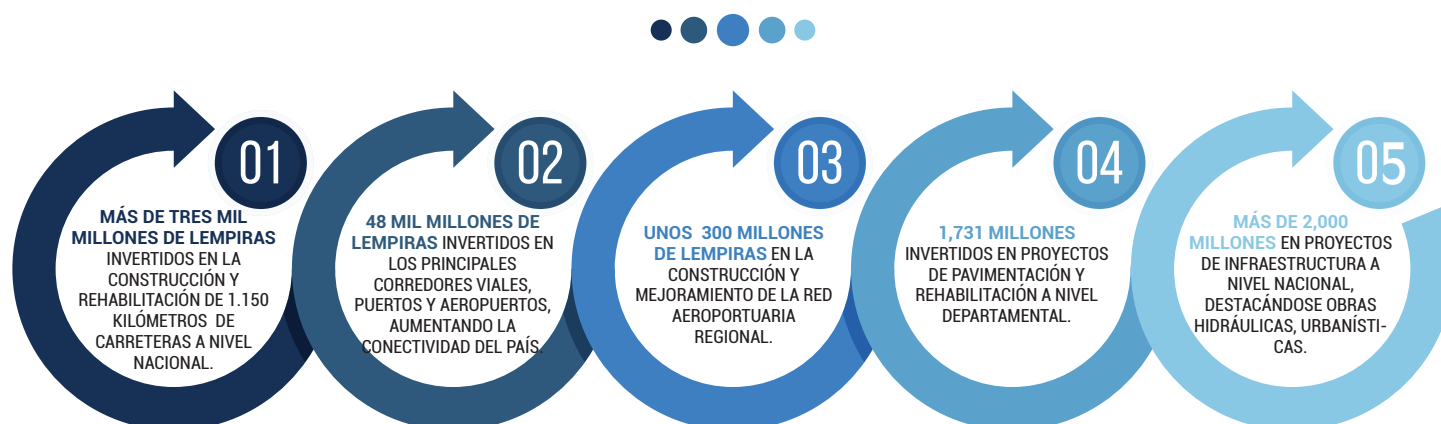 01
MÁS DE TRES MIL
MILLONES DE LEMPIRAS
INVERTIDOS EN LA
CONSTRUCCIÓN Y
REHABILITACIÓN DE 1.150
KILÓMETROS DE
CARRETERAS A NIVEL
NACIONAL.
02
48 MIL MILLONES DE
LEMPIRAS INVERTIDOS EN
LOS PRINCIPALES
CORREDORES VIALES,
PUERTOS Y AEROPUERTOS,
AUMENTANDO LA
CONECTIVIDAD DEL PAÍS.
03
UNOS 300 MILLONES
DE LEMPIRAS EN LA
CONSTRUCCIÓN Y
MEJORAMIENTO DE LA RED
AEROPORTUARIA
REGIONAL.
04
1,731 MILLONES
INVERTIDOS EN PROYECTOS
DE PAVIMENTACIÓN Y
REHABILITACIÓN A NIVEL
DEPARTAMENTAL.
05
MÁS DE 2,000
MILLONES EN PROYECTOS
DE INFRAESTRUCTURA A
NIVEL NACIONAL,
DESTACÁNDOSE OBRAS
HIDRÁULICAS, URBANÍSTI-
CAS.